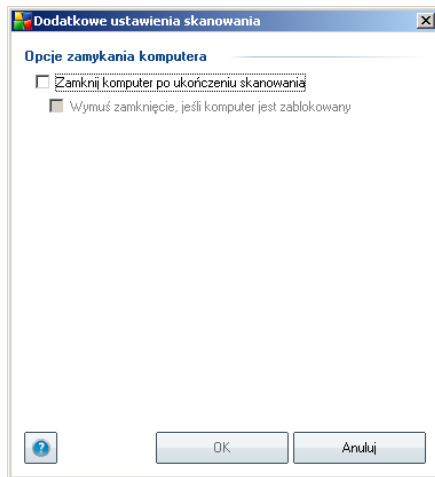 Dodatkowe ustawienia skanowania
Opcje zamykania komputera
Zamknij komputer po ukończeniu skanowania
Wymuś zamknięcie, jeśli komputer jest zablokowany
?
OK
Anuluj